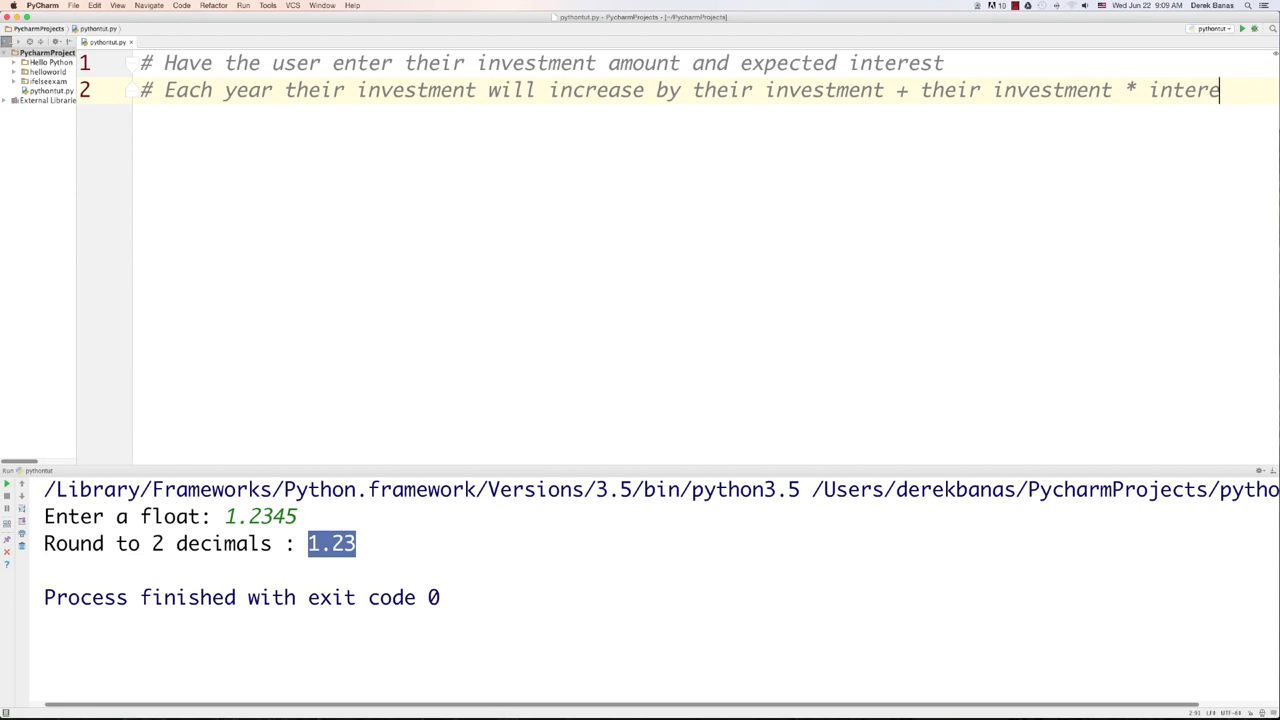 PyCharm File Edit View Navigate Code Refactor Run Tools VCS Window Help 10 Wed Jun 22 9:09 AM Derek Banas
pythontut.py - PycharmProjects - [~/PycharmProjects]
PycharmProjects pythontut.py pythontut
pythontut.py ×
PycharmProject
Hello Python
helloworld
ifelseexam
pythontut.py
External Librarie
1 # Have the user enter their investment amount and expected interest
2 # Each year their investment will increase by their investment + their investment * intere
Run pythontut
/Library/Frameworks/Python.framework/Versions/3.5/bin/python3.5 /Users/derekbanas/PycharmProjects/pytho
Enter a float: 1.2345
Round to 2 decimals : 1.23
Process finished with exit code 0
2:91 LF÷ UTF-8÷